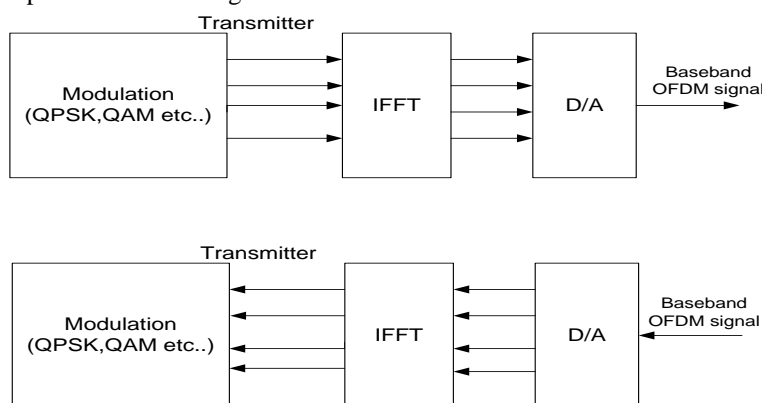 Transmitter
Modulation
(QPSK,QAM etc..)
IFFT
D/A
Baseband
OFDM signal
Transmitter
Modulation
(QPSK,QAM etc..)
IFFT
D/A
Baseband
OFDM signal